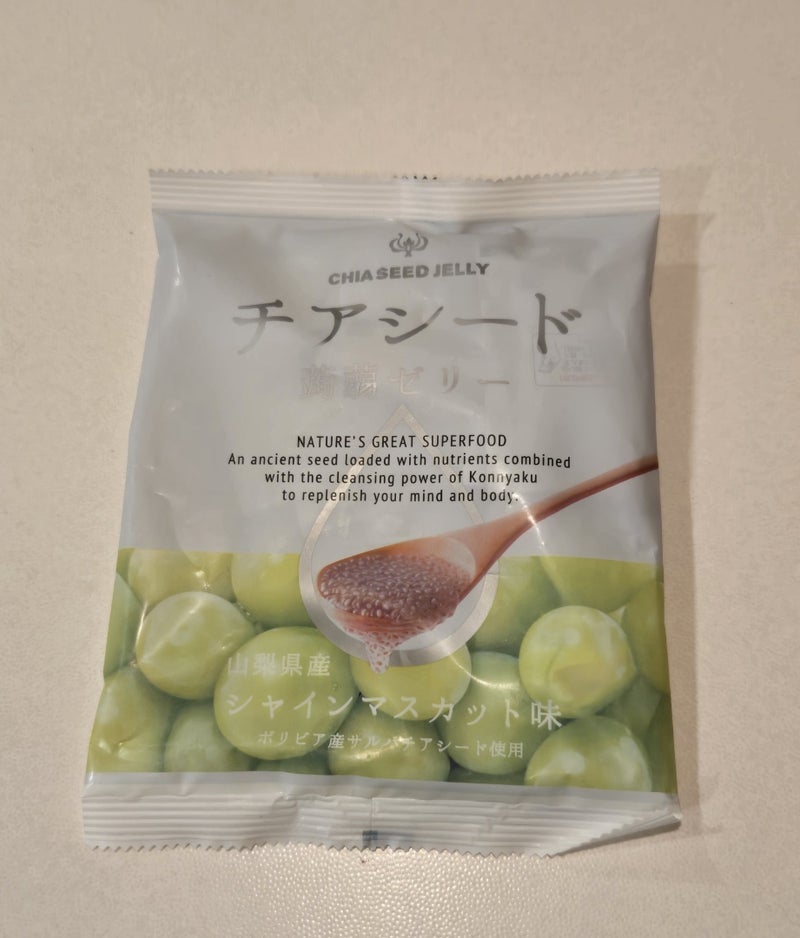 CHIA SEED JELLY
チアシード
蒟蒻ゼリー
NATURE'S GREAT SUPERFOOD
An ancient seed loaded with nutrients combined
with the cleansing power of Konnyaku
to replenish your mind and body.
山梨県産
シャインマスカット味
ボリビア産サルバチアシード使用